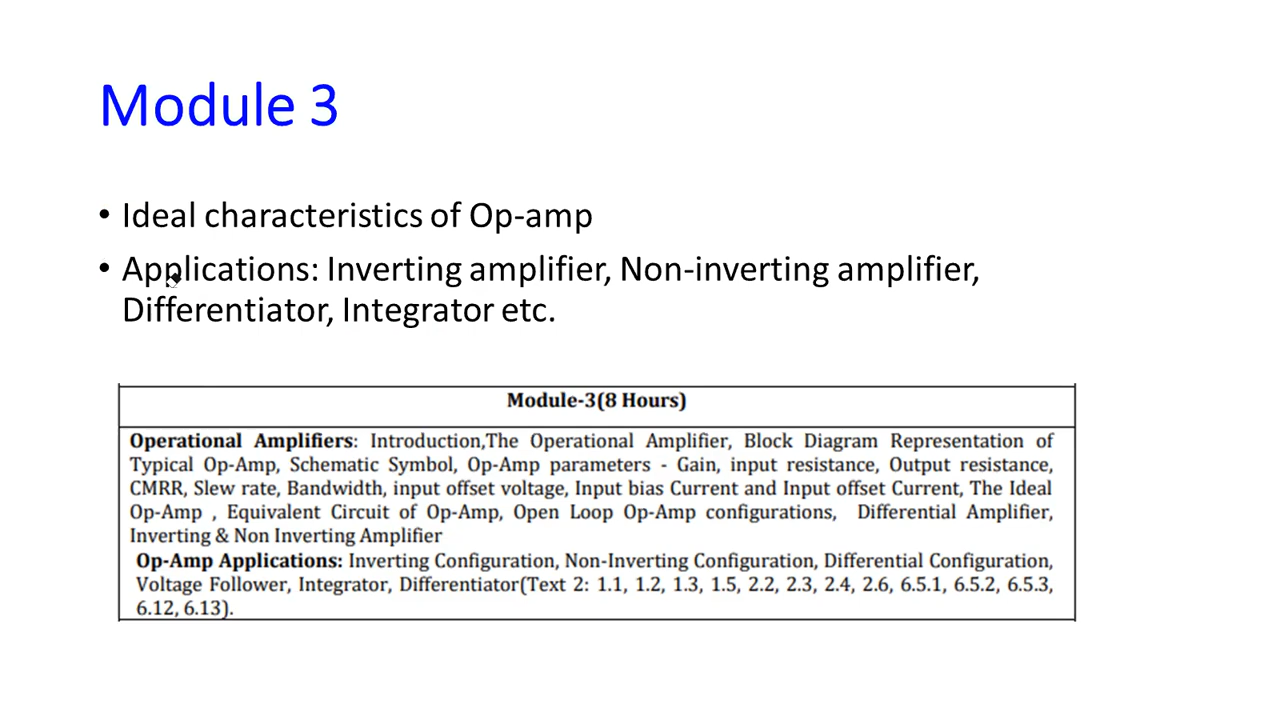 Module 3
• Ideal characteristics of Op-amp
• Applications: Inverting amplifier, Non-inverting amplifier,
Differentiator, Integrator etc.
Module-3(8 Hours)
Operational Amplifiers: Introduction,The Operational Amplifier, Block Diagram Representation of
Typical Op-Amp, Schematic Symbol, Op-Amp parameters - Gain, input resistance, Output resistance,
CMRR, Slew rate, Bandwidth, input offset voltage, Input bias Current and Input offset Current, The Ideal
Op-Amp , Equivalent Circuit of Op-Amp, Open Loop Op-Amp configurations, Differential Amplifier,
Inverting & Non Inverting Amplifier
Op-Amp Applications: Inverting Configuration, Non-Inverting Configuration, Differential Configuration,
Voltage Follower, Integrator, Differentiator(Text 2: 1.1, 1.2, 1.3, 1.5, 2.2, 2.3, 2.4, 2.6, 6.5.1, 6.5.2, 6.5.3,
6.12, 6.13).